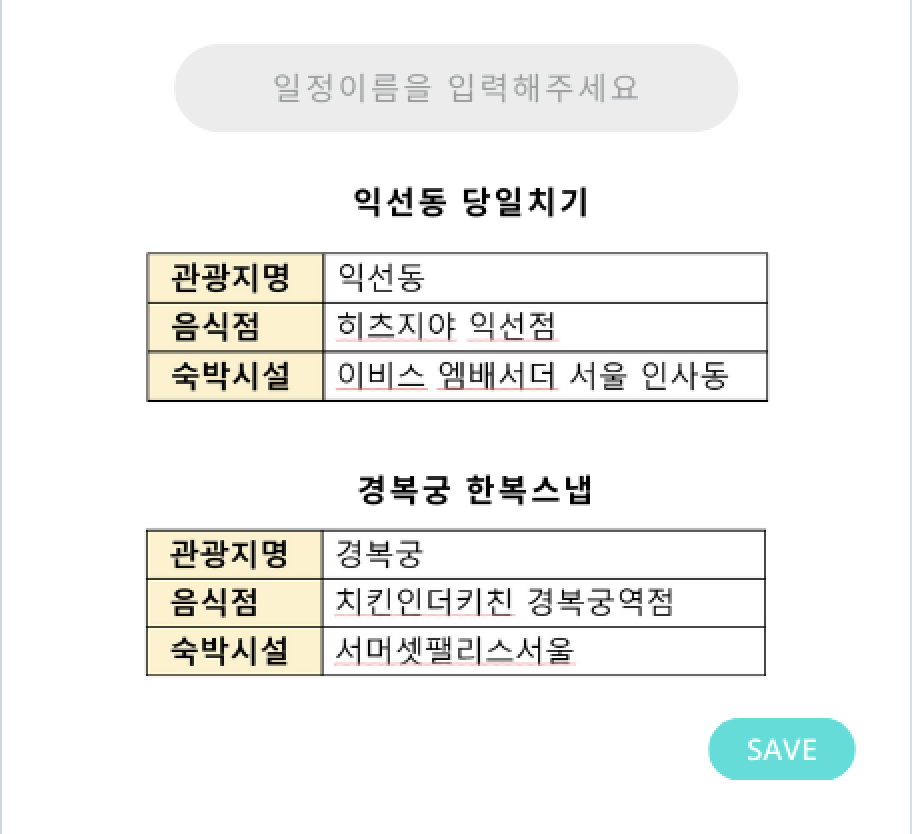 일정이름을 입력해주세요
익선동 당일치기
관광지명 익선동
음식점 히츠지야 익선점
숙박시설 이비스 엠배서더 서울 인사동
경복궁 한복스냅
관광지명 경복궁
음식점 치킨인더키친 경복궁역점
숙박시설 서머셋팰리스서울
SAVE